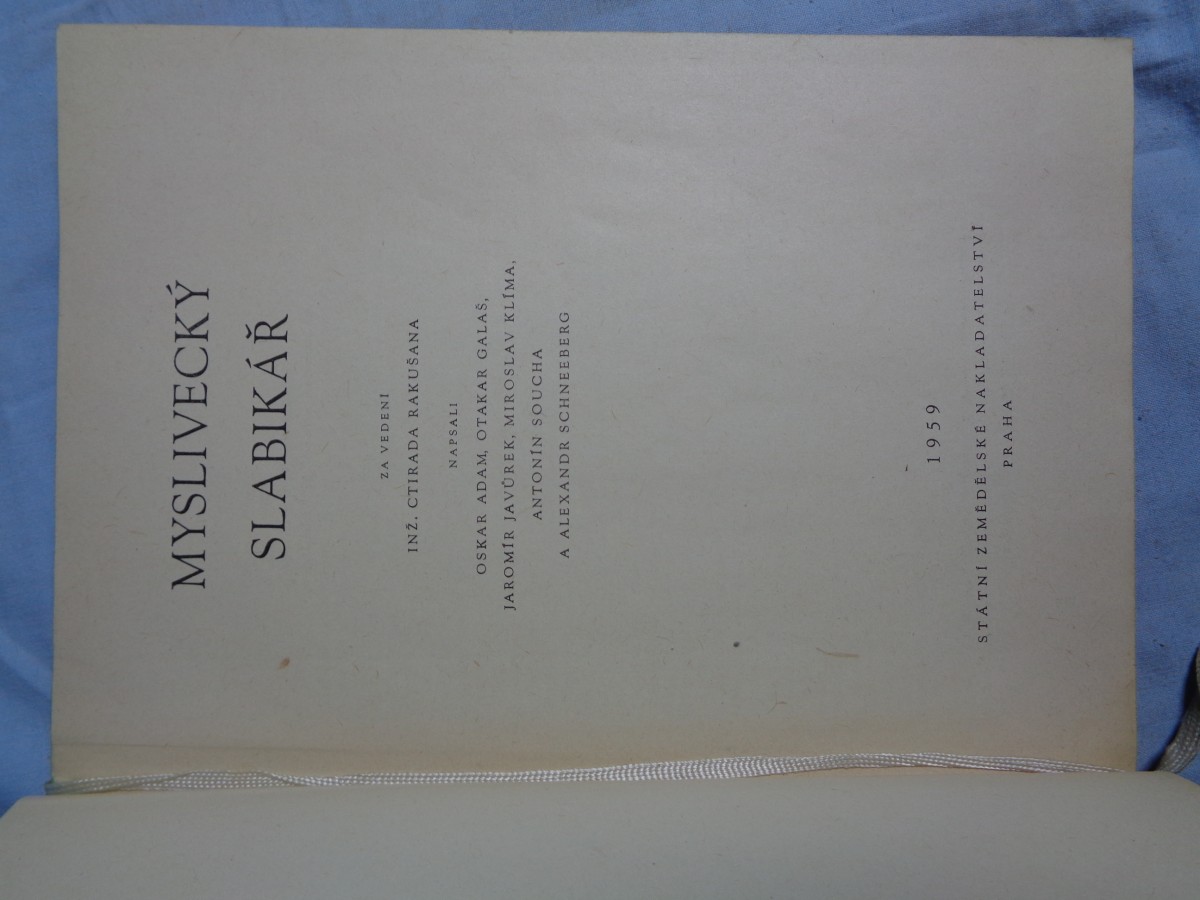 MYSLIVECKÝ
SLABIKÁŘ
ZA VEDENÍ
INŽ. CTIRADA RAKUŠANA
NAPSALI
OSKAR ADAM, OTAKAR GALAŠ,
JAROMÍR JAVŮREK, MIROSLAV KLÍMA,
ANTONÍN SOUCHA
A ALEXANDR SCHNEEBERG
1959
STÁTNÍ ZEMĚDĚLSKÉ NAKLADATELSTVÍ
PRAHA